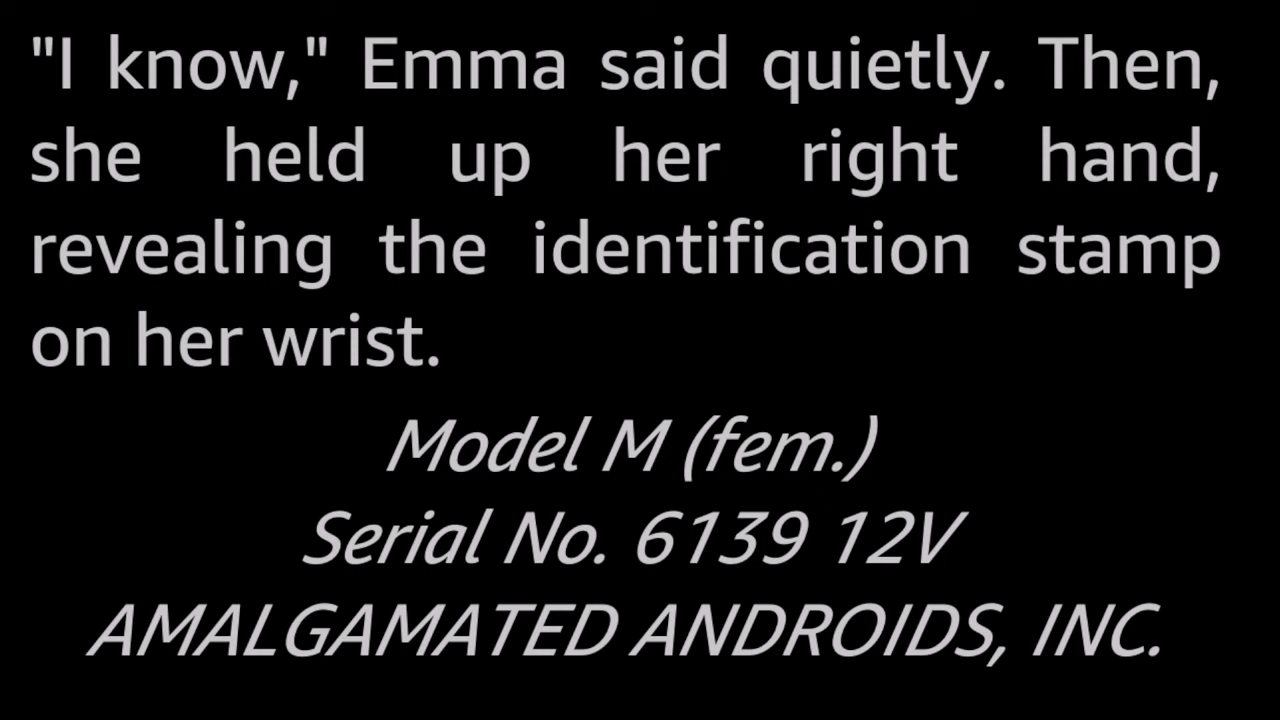 "I know," Emma said quietly. Then,
she held up her right hand,
revealing the identification stamp
on her wrist.
Model M (fem.)
Serial No. 6139 12V
AMALGAMATED ANDROIDS, INC.